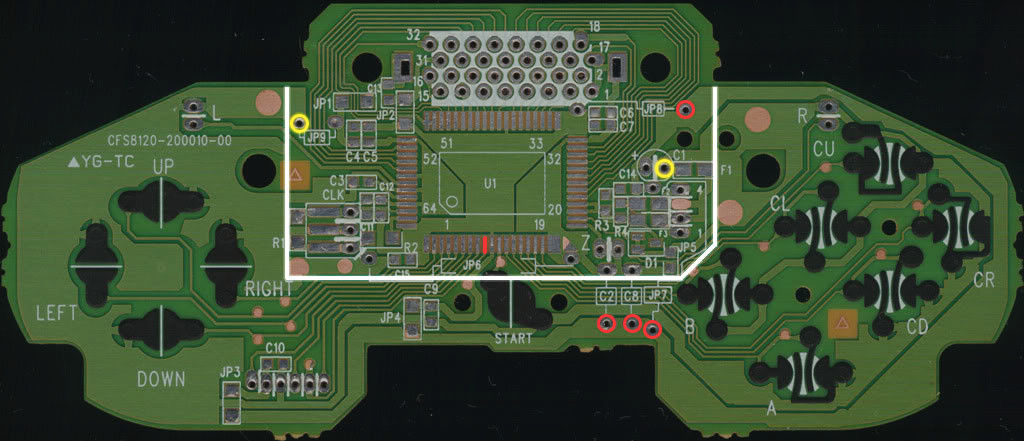 32
18
31
17
16
2
15
1
C13
JP1
JP2
JP8
L
JP9
C6
C7
R
CFS8120-200010-00
C4 C5
51
33
CU
▲YG-TC
52
32
C1
+
F1
UP
U1
C3
C12
C14
4
CLK
CL
64
1
19
20
R3
R1
C11
R2
Z
R4
1
JP5
C15
JP6
D1
CR
RIGHT
C9
C2
C8
JP7
LEFT
JP4
B
CD
START
C10
DOWN
JP3
A